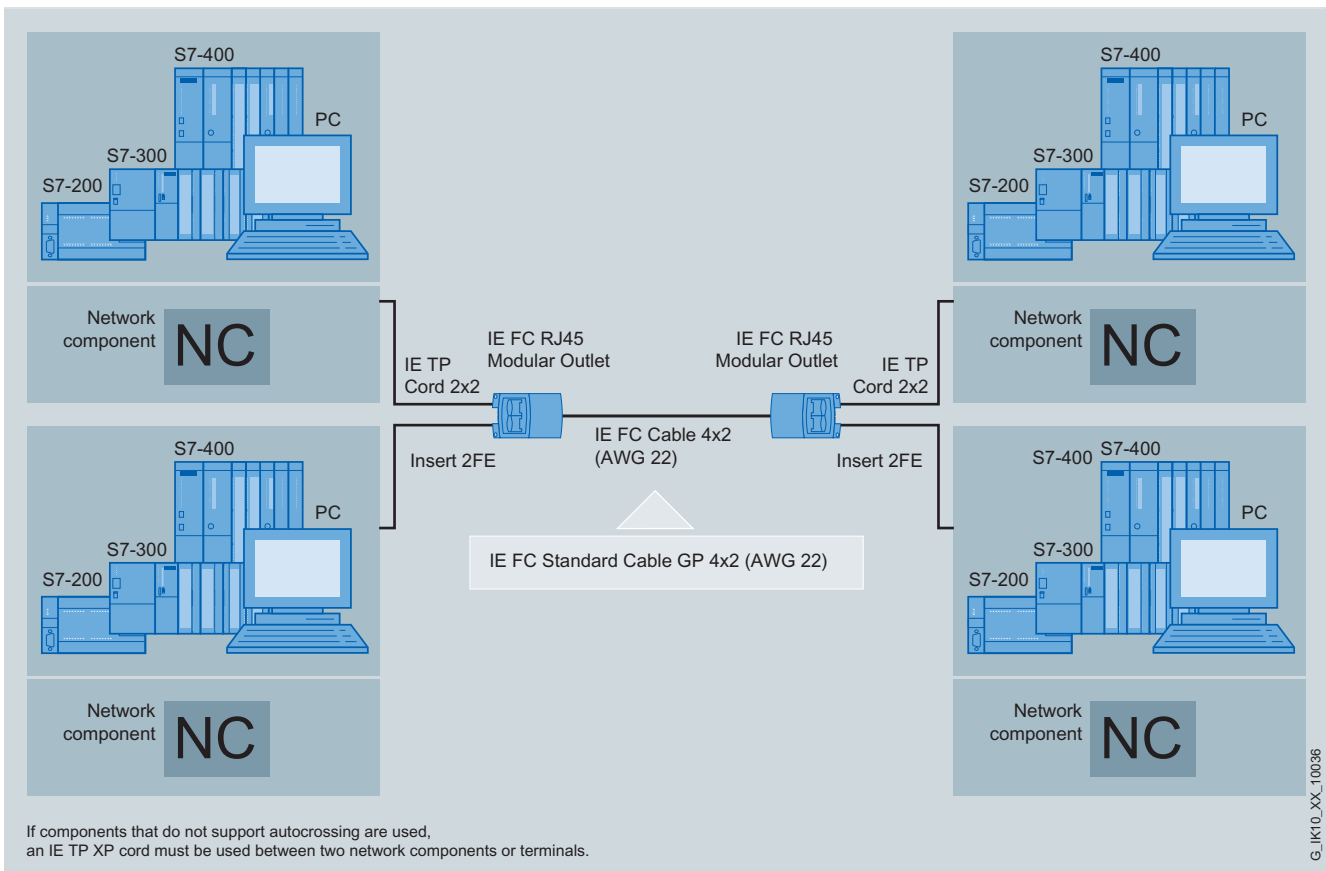 S7-400
PC
S7-300
S7-200
Network
component
NC
S7-400
PC
S7-300
S7-200
Network
component
NC
IE FC RJ45
Modular Outlet
IE FC RJ45
Modular Outlet
IE TP
Cord 2x2
IE TP
Cord 2x2
IE FC Cable 4x2
(AWG 22)
Insert 2FE
Insert 2FE
IE FC Standard Cable GP 4x2 (AWG 22)
S7-400
PC
S7-300
S7-200
Network
component
NC
S7-400 S7-400
PC
S7-300
S7-200
Network
component
NC
If components that do not support autocrossing are used,
an IE TP XP cord must be used between two network components or terminals.
G_IK10_XX_10036